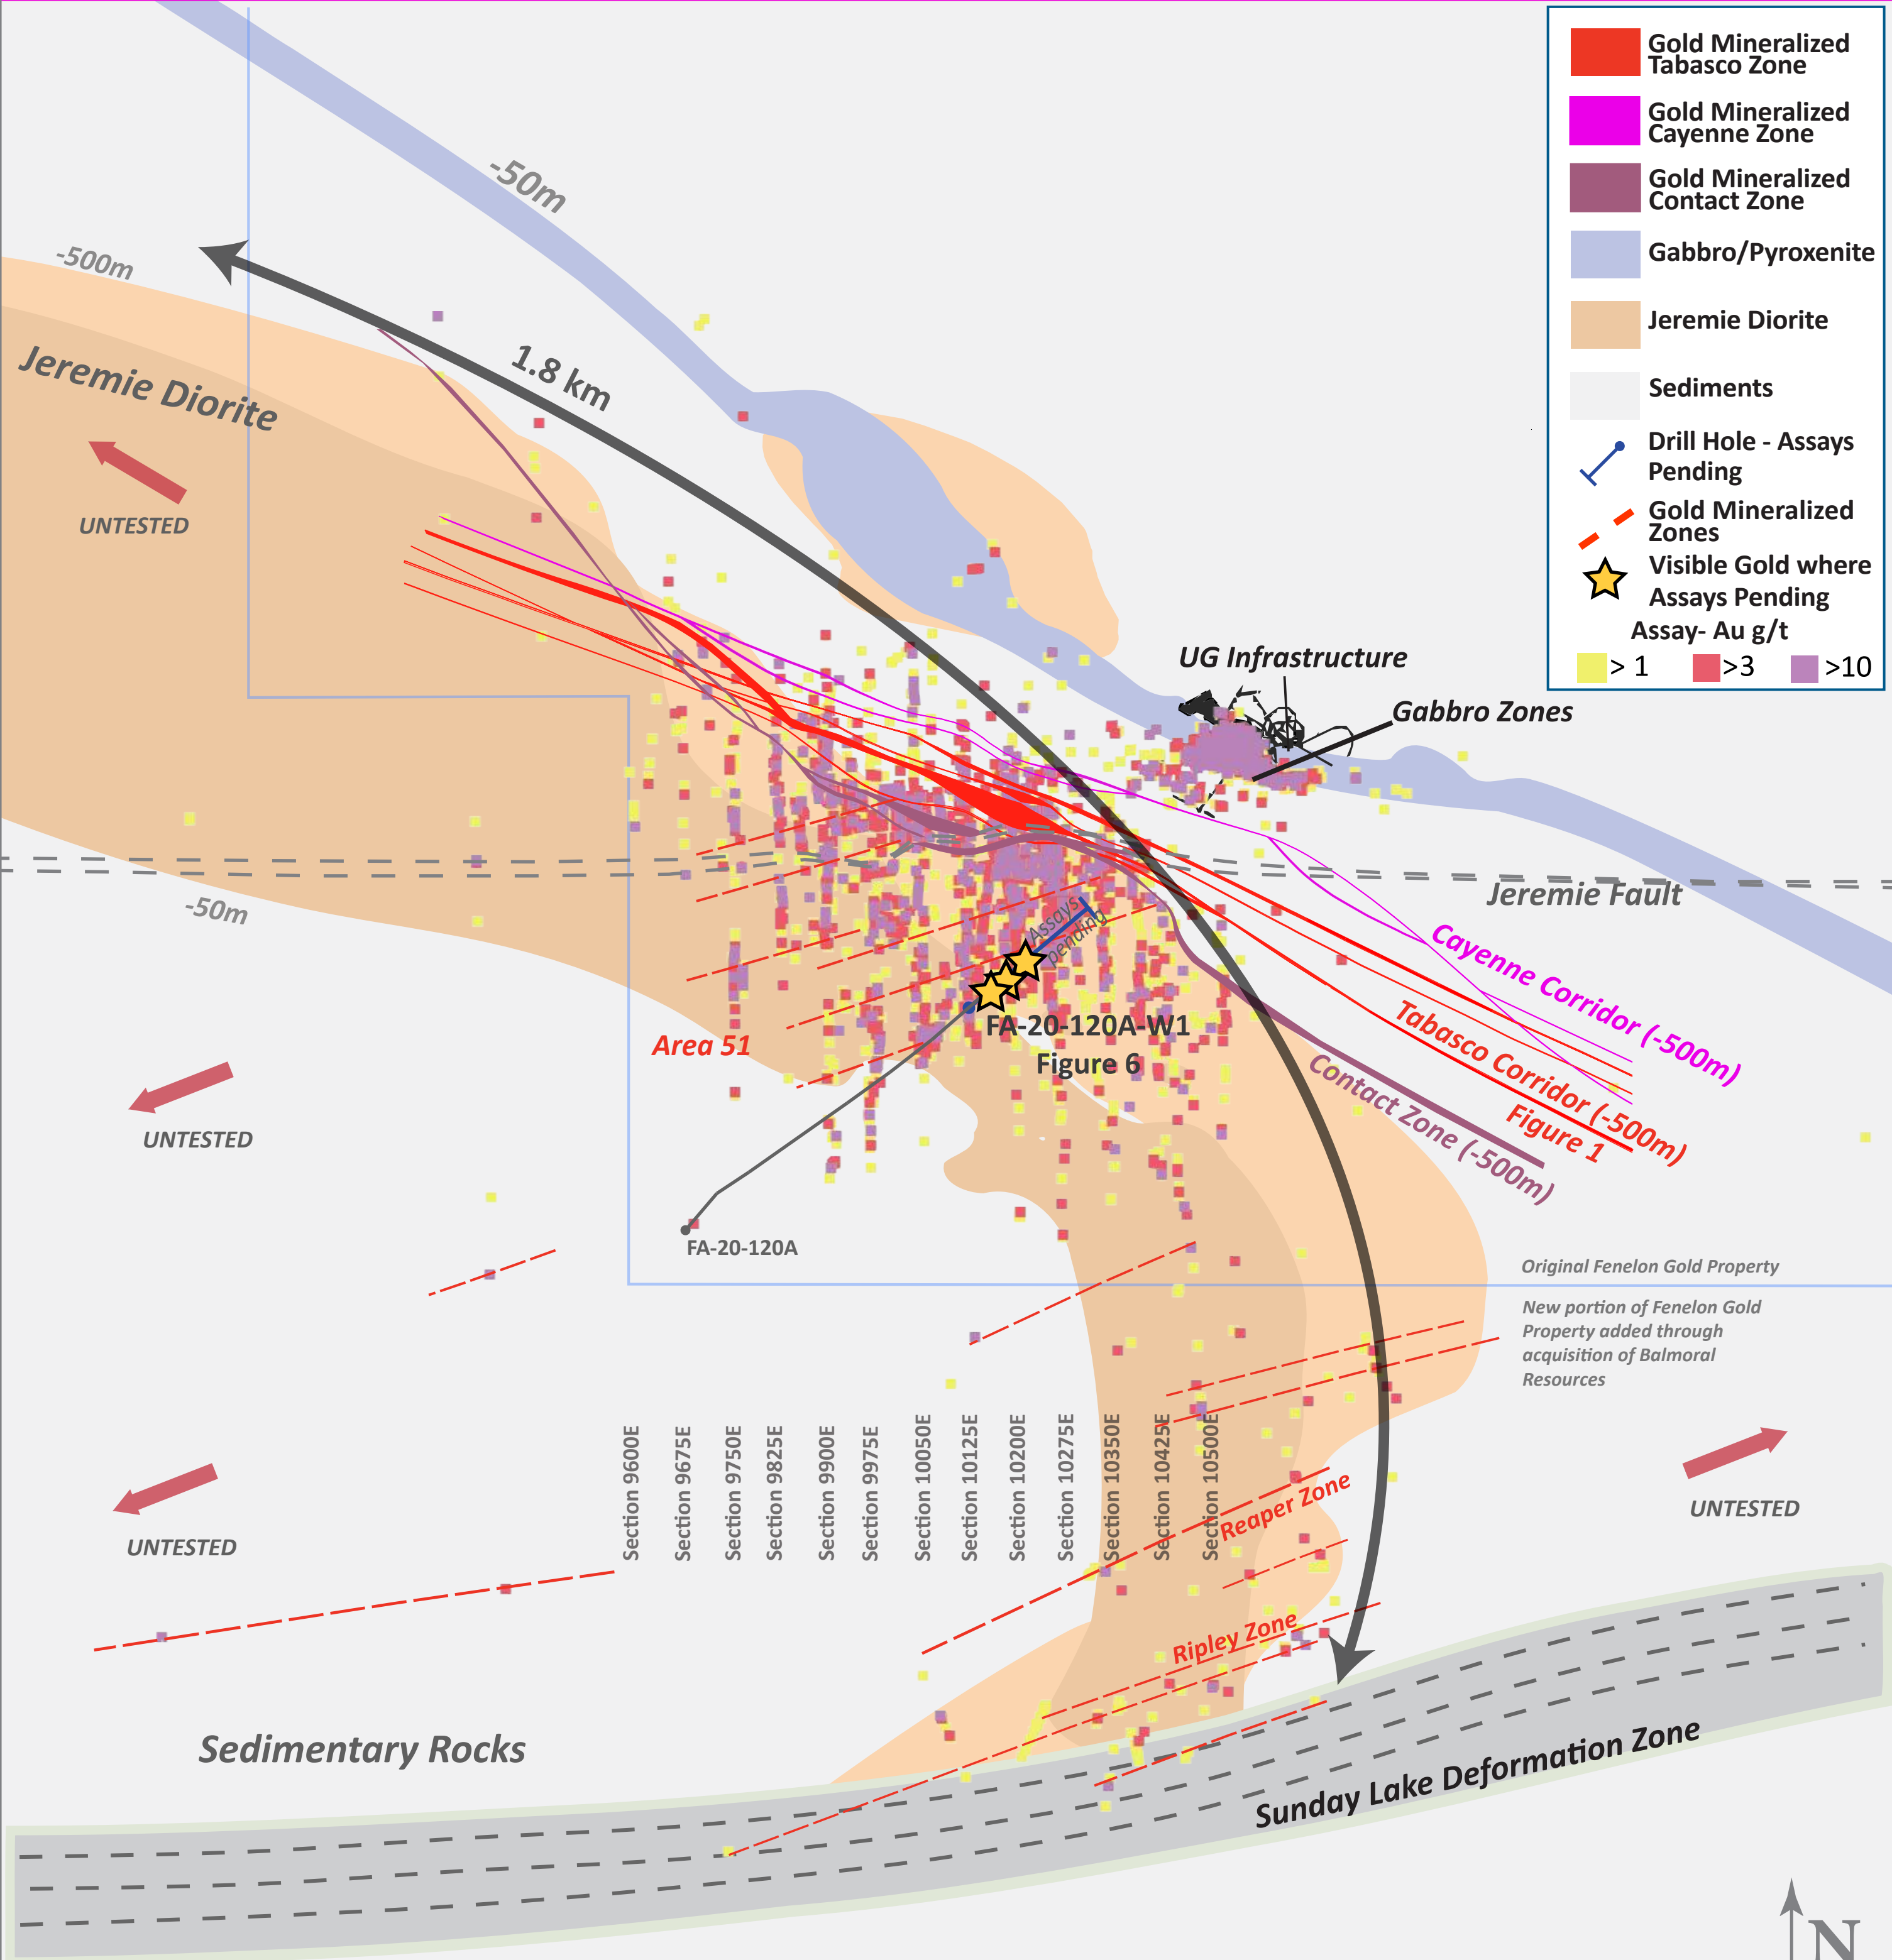 Gold Mineralized
Tabasco Zone
Gold Mineralized
Cayenne Zone
Gold Mineralized
Contact Zone
Gabbro/Pyroxenite
Jeremie Diorite
Sediments
Drill Hole - Assays
Pending
Gold Mineralized
Zones
Visible Gold where
Assays Pending
Assay- Au g/t
> 1
>3
>10
-50m
-500m
Jeremie Diorite
1.8 km
UNTESTED
UG Infrastructure
Gabbro Zones
Jeremie Fault
-50m
Assays
pending
Cayenne Corridor (-500m)
Tabasco Corridor (-500m)
Figure 1
Contact Zone (-500m)
Area 51
FA-20-120A-W1
Figure 6
UNTESTED
FA-20-120A
Original Fenelon Gold Property
New portion of Fenelon Gold
Property added through
acquisition of Balmoral
Resources
Section 9600E
Section 9675E
Section 9750E
Section 9825E
Section 9900E
Section 9975E
Section 10050E
Section 10125E
Section 10200E
Section 10275E
Section 10350E
Section 10425E
Section 10500E
Reaper Zone
UNTESTED
UNTESTED
Ripley Zone
Sedimentary Rocks
Sunday Lake Deformation Zone
N